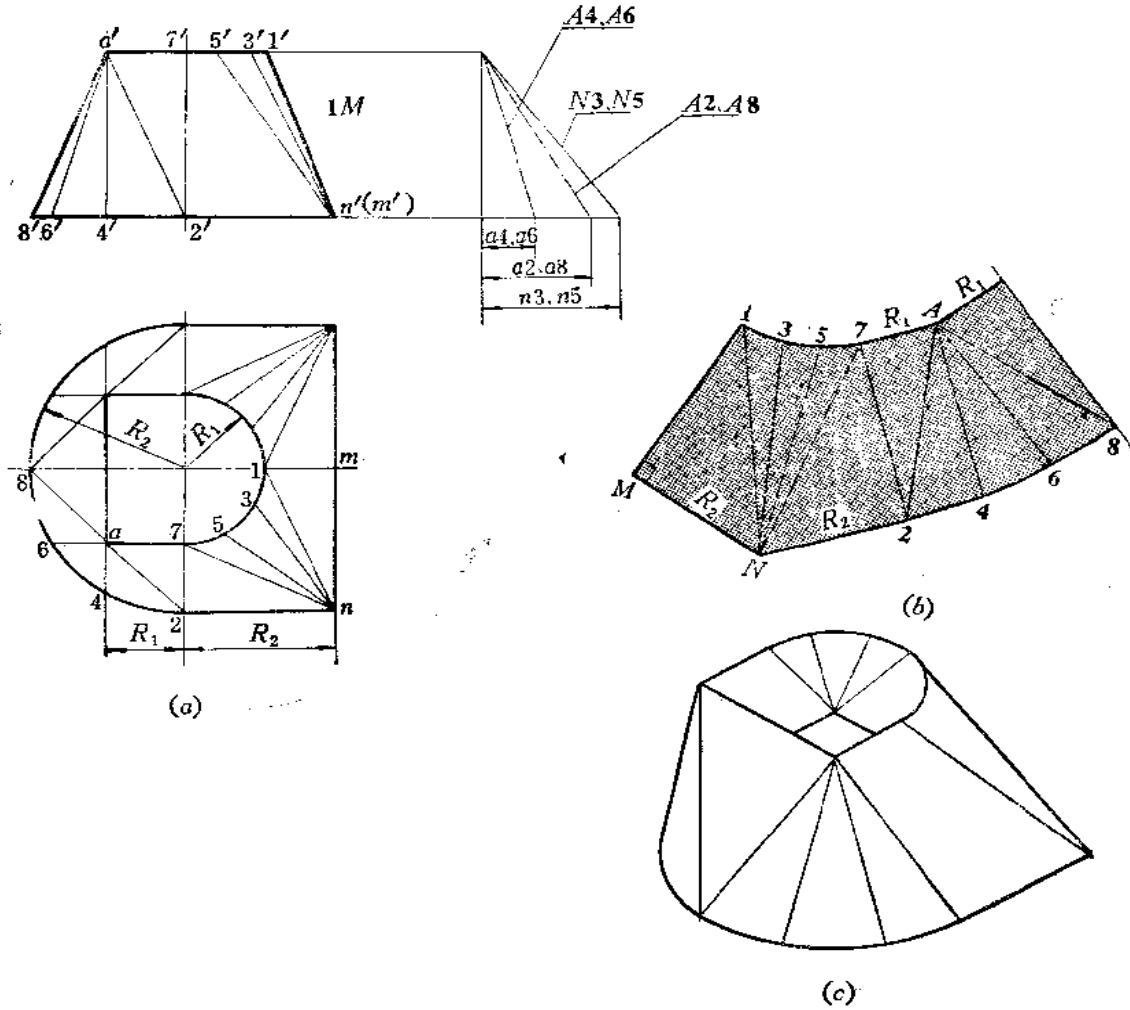 A4、A6
a′ 7′ 5′ 3′ 1′
1M
N3、N5
A2、A8
n′(m′)
8′ 6′ 4′ 2′
a4、a6
a2、a8
n3、n5
R₂
R₁
8 1 m
3
6 a 7 5
4 2 n
R₁ R₂
(a)
1 3 5 7 R₁ A R₁
M R₂ N R₂ 2 4 6 8
(b)
(c)